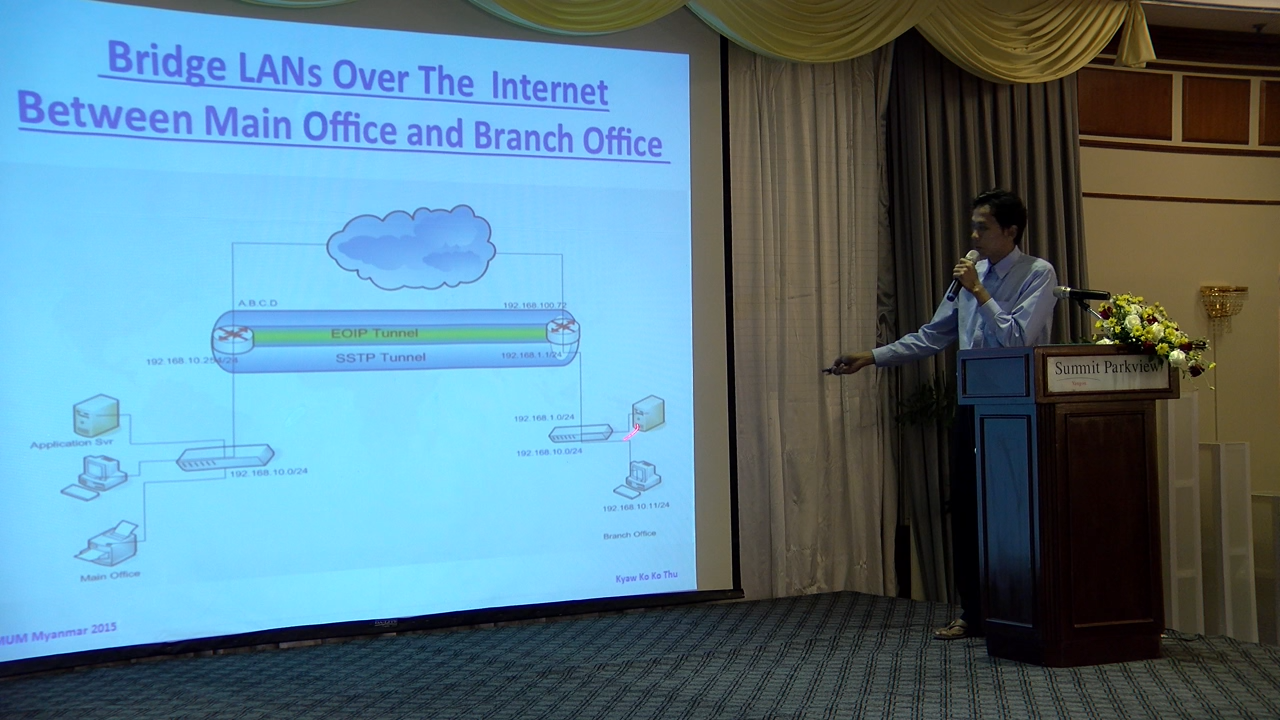 Bridge LANs Over The Internet
Between Main Office and Branch Office
A.B.C.D
192.168.100.72
EOIP Tunnel
SSTP Tunnel
192.168.10.254/24
192.168.1.1/24
Application Svr
192.168.10.0/24
Main Office
192.168.1.0/24
192.168.10.0/24
192.168.10.11/24
Branch Office
Kyaw Ko Ko Thu
MUM Myanmar 2015
Summit Parkview